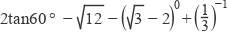 2tan60° − √12 − (√3 − 2)⁰ + (1/3)⁻¹